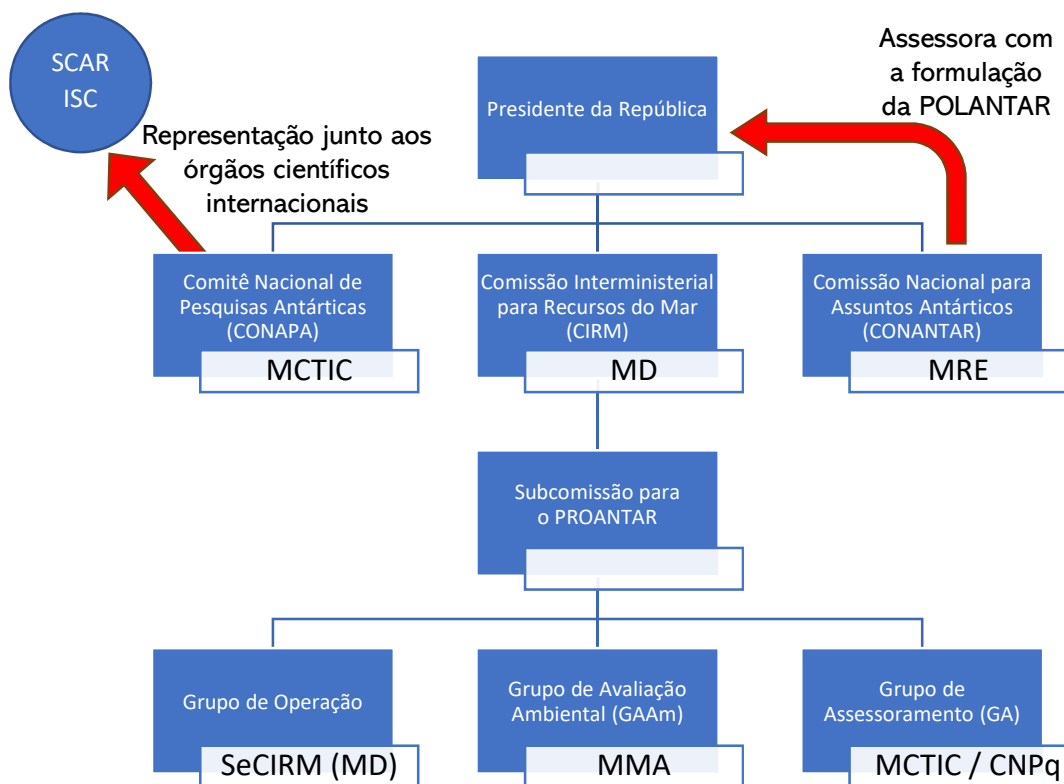 SCAR
ISC
Representação junto aos
órgãos científicos
internacionais
Assessora com
a formulação
da POLANTAR
Presidente da República
Comitê Nacional de
Pesquisas Antárticas
(CONAPA)
MCTIC
Comissão Interministerial
para Recursos do Mar
(CIRM)
MD
Comissão Nacional para
Assuntos Antárticos
(CONANTAR)
MRE
Subcomissão para
o PROANTAR
Grupo de Operação
SeCIRM (MD)
Grupo de Avaliação
Ambiental (GAAm)
MMA
Grupo de
Assessoramento (GA)
MCTIC / CNPq